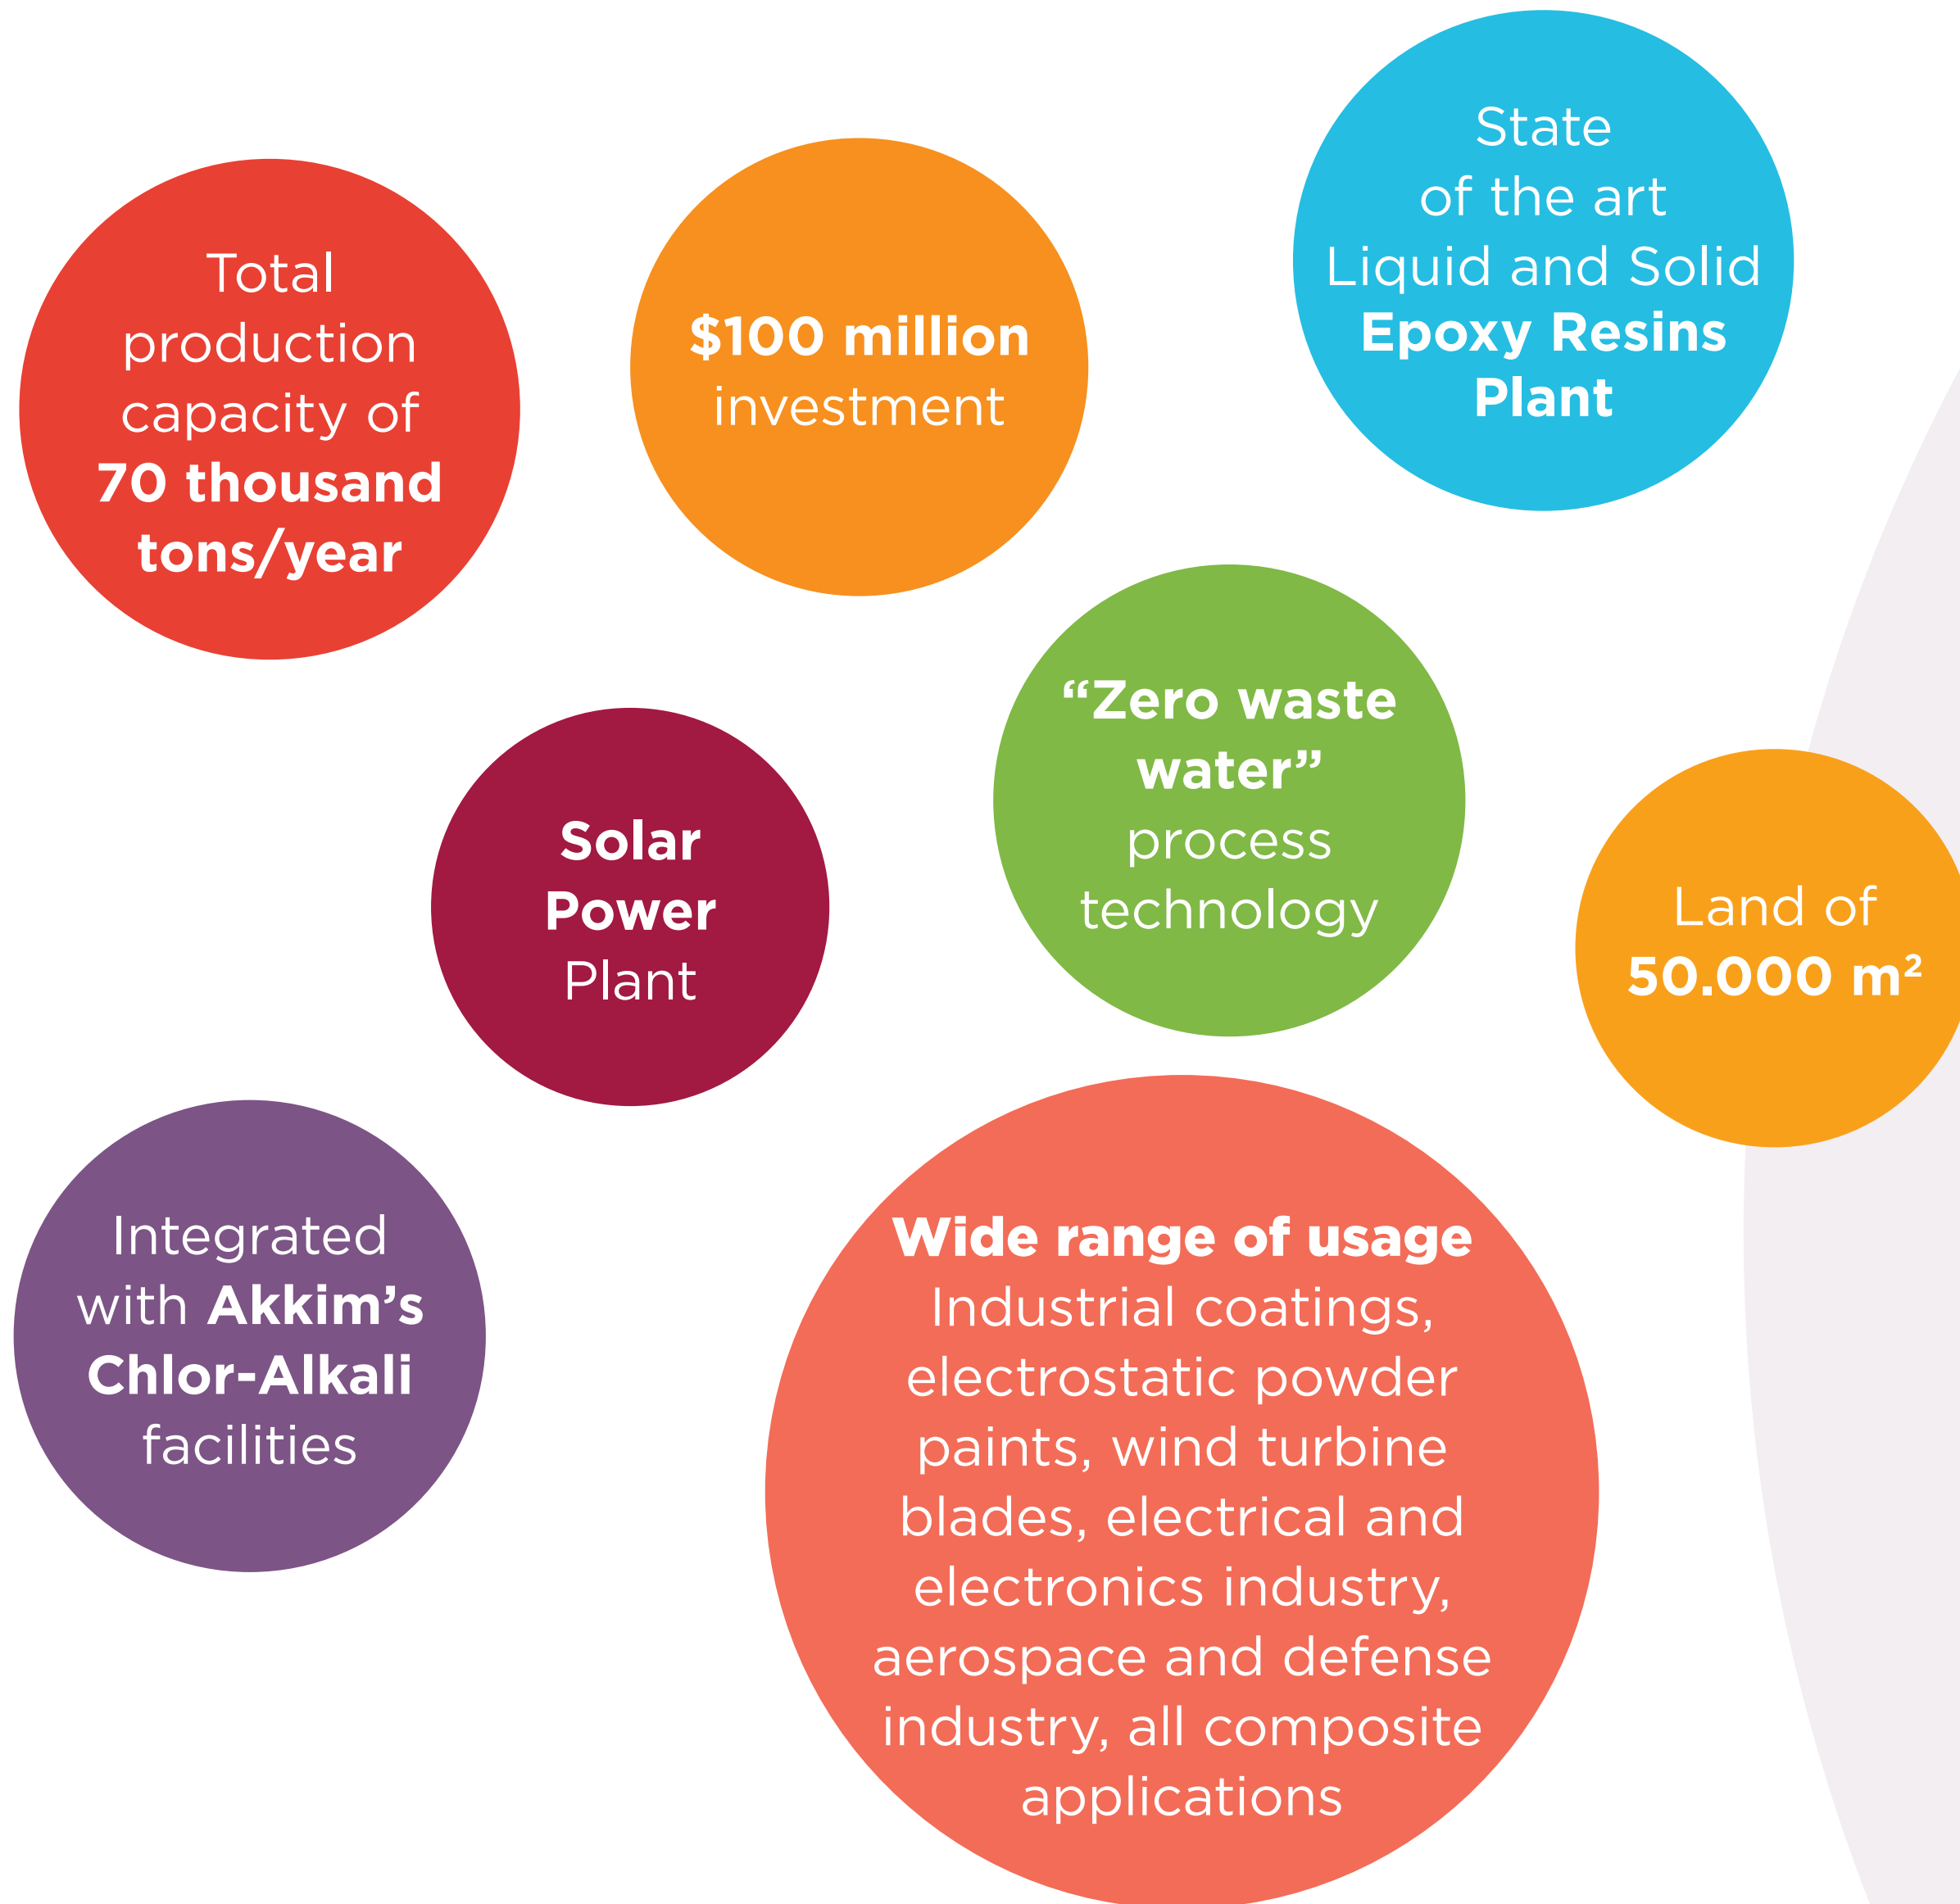 Total
production
capacity of
70 thousand
tons/year
$100 million
investment
State
of the art
Liquid and Solid
Epoxy Resins
Plant
Solar
Power
Plant
“Zero waste
water”
process
technology
Land of
50.000 m²
Integrated
with Akkim’s
Chlor-Alkali
facilities
Wide range of usage
Industrial coatings,
electrostatic powder
paints, wind turbine
blades, electrical and
electronics industry,
aerospace and defense
industry, all composite
applications